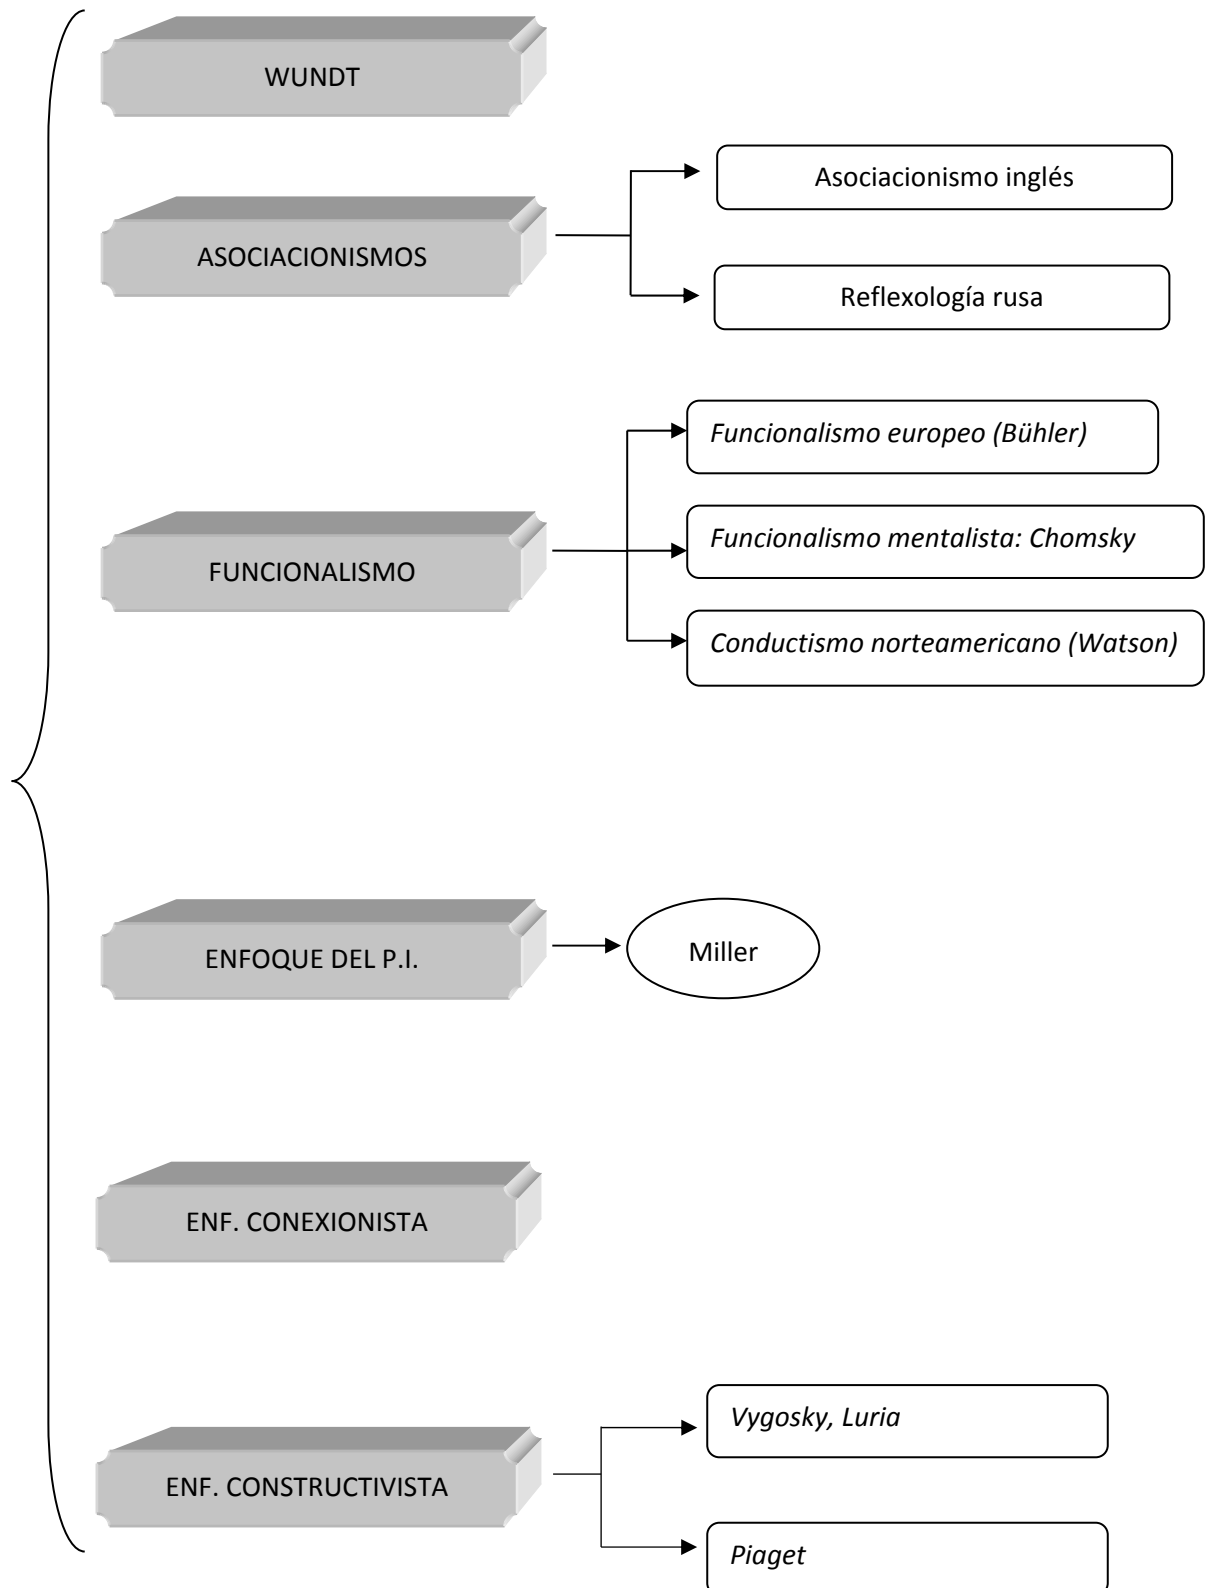 WUNDT
ASOCIACIONISMOS
Asociacionismo inglés
Reflexología rusa
FUNCIONALISMO
Funcionalismo europeo (Bühler)
Funcionalismo mentalista: Chomsky
Conductismo norteamericano (Watson)
ENFOQUE DEL P.I.
Miller
ENF. CONEXIONISTA
ENF. CONSTRUCTIVISTA
Vygosky, Luria
Piaget